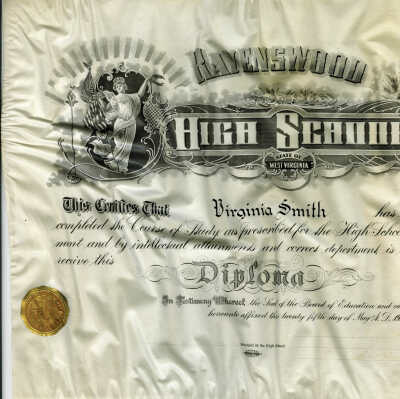 RAVENSWOOD
HIGH SCHOOL
STATE OF
WEST VIRGINIA
This Certifies That Virginia Smith has
completed the Course of Study as prescribed for the High School
ment and by intellectual attainments and correct deportment is
receive this
Diploma
In Testimony Whereof, the Seal of the Board of Education and
hereunto affixed this twenty fifth day of May A.D.